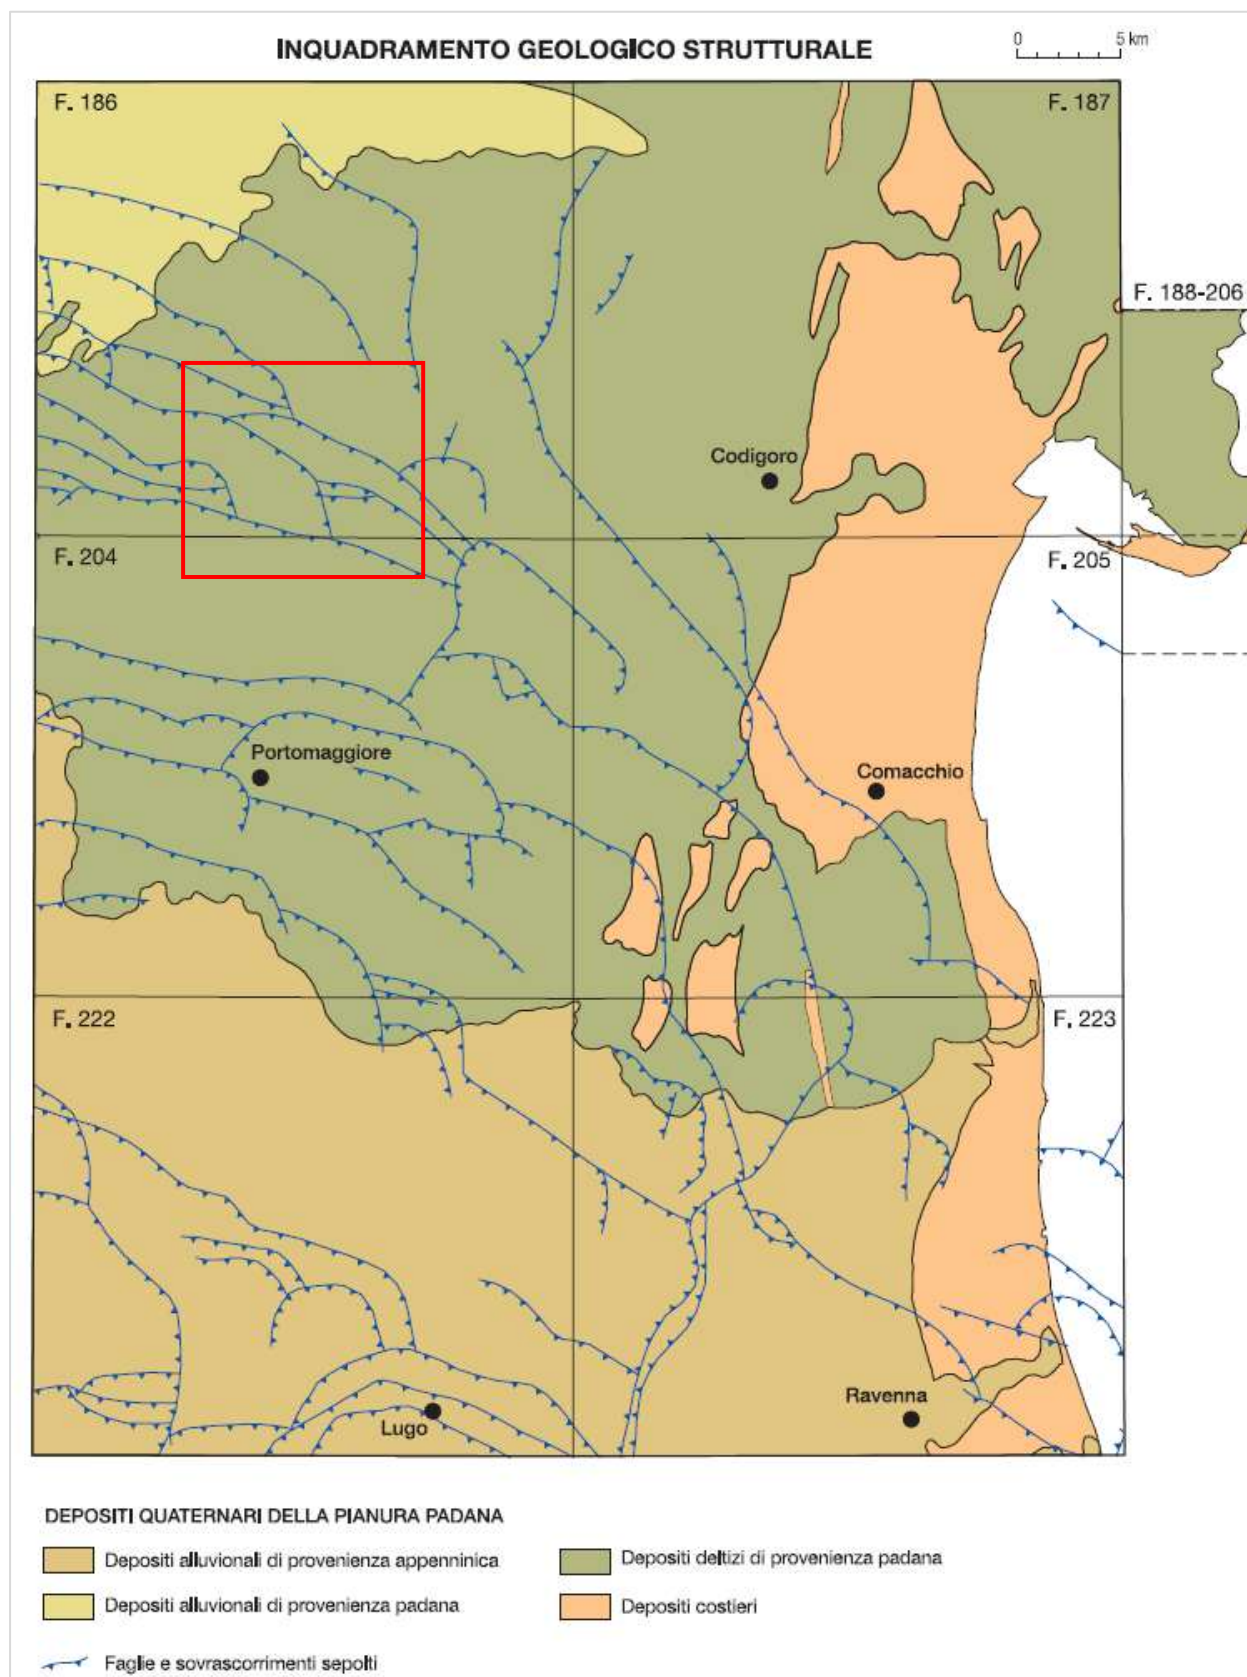 INQUADRAMENTO GEOLOGICO STRUTTURALE
0 5 km
F. 186
F. 187
F. 188-206
Codigoro
F. 204
F. 205
Portomaggiore
Comacchio
F. 222
F. 223
Ravenna
Lugo
DEPOSITI QUATERNARI DELLA PIANURA PADANA
Depositi alluvionali di provenienza appenninica
Depositi deltizi di provenienza padana
Depositi alluvionali di provenienza padana
Depositi costieri
Faglie e sovrascorrimenti sepolti